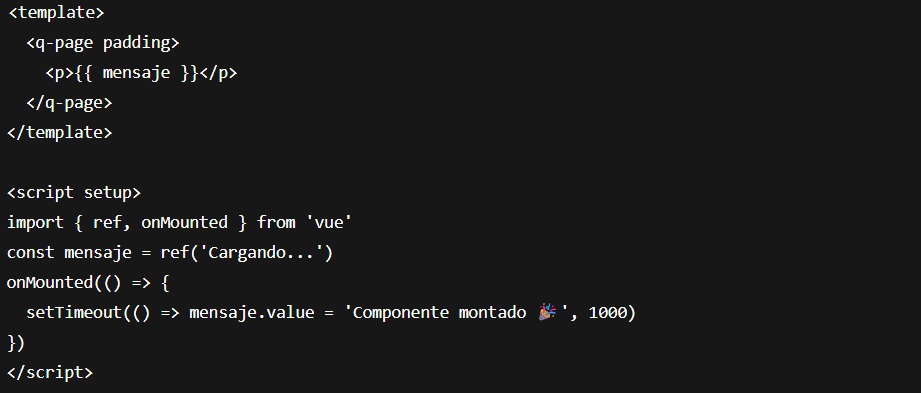 <template>
  <q-page padding>
    <p>{{ mensaje }}</p>
  </q-page>
</template>

<script setup>
import { ref, onMounted } from 'vue'
const mensaje = ref('Cargando...')
onMounted(() => {
  setTimeout(() => mensaje.value = 'Componente montado 🎉', 1000)
})
</script>